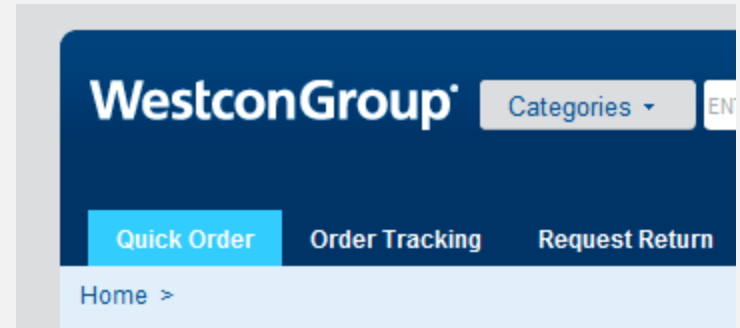 WestconGroup
Categories
Quick Order Order Tracking Request Return
Home >